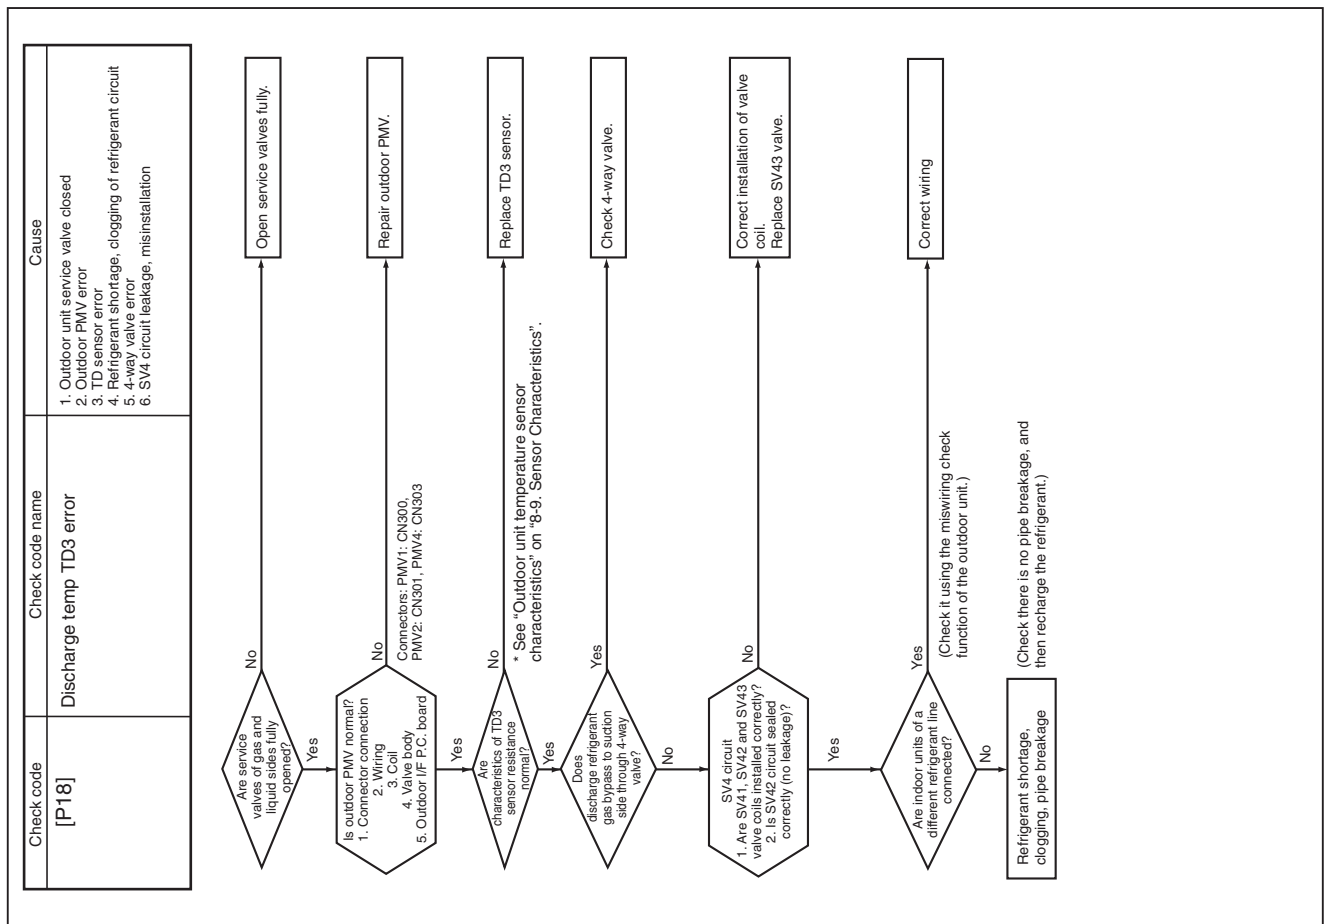 Check code
Check code name
Cause
[P18]
Discharge temp TD3 error
1. Outdoor unit service valve closed
2. Outdoor PMV error
3. TD sensor error
4. Refrigerant shortage, clogging of refrigerant circuit
5. 4-way valve error
6. SV4 circuit leakage, misinstallation
Are service
valves of gas and
liquid sides fully
opened?
No
Open service valves fully.
Yes
Is outdoor PMV normal?
1. Connector connection
2. Wiring
3. Coil
4. Valve body
5. Outdoor I/F P.C. board
No
Repair outdoor PMV.
Connectors: PMV1: CN300,
PMV2: CN301, PMV4: CN303
Yes
Are
characteristics of TD3
sensor resistance
normal?
No
Replace TD3 sensor.
* See “Outdoor unit temperature sensor
characteristics” on “8-9. Sensor Characteristics”.
Yes
Does
discharge refrigerant
gas bypass to suction
side through 4-way
valve?
Yes
Check 4-way valve.
No
SV4 circuit
1. Are SV41, SV42 and SV43
valve coils installed correctly?
2. Is SV42 circuit sealed
correctly (no leakage)?
No
Correct installation of valve
coil.
Replace SV43 valve.
Yes
Are indoor units of a
different refrigerant line
connected?
Yes
Correct wiring
(Check it using the miswiring check
function of the outdoor unit.)
No
Refrigerant shortage,
clogging, pipe breakage
(Check there is no pipe breakage, and
then recharge the refrigerant.)